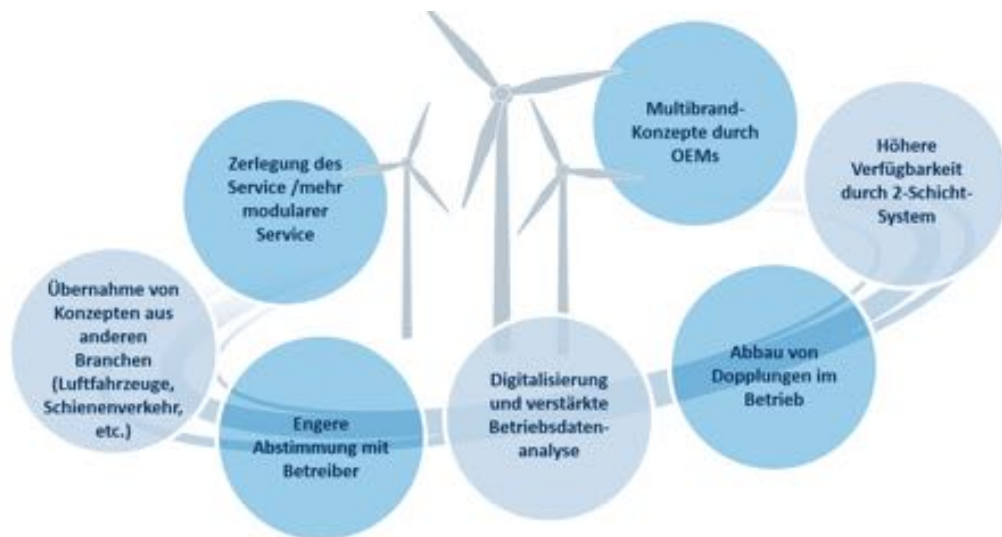 Zerlegung des
Service /mehr
modularer
Service
Multibrand-
Konzepte durch
OEMs
Höhere
Verfügbarkeit
durch 2-Schicht-
System
Übernahme von
Konzepten aus
anderen
Branchen
(Luftfahrzeuge,
Schienenverkehr,
etc.)
Engere
Abstimmung mit
Betreiber
Digitalisierung
und verstärkte
Betriebsdaten-
analyse
Abbau von
Dopplungen im
Betrieb